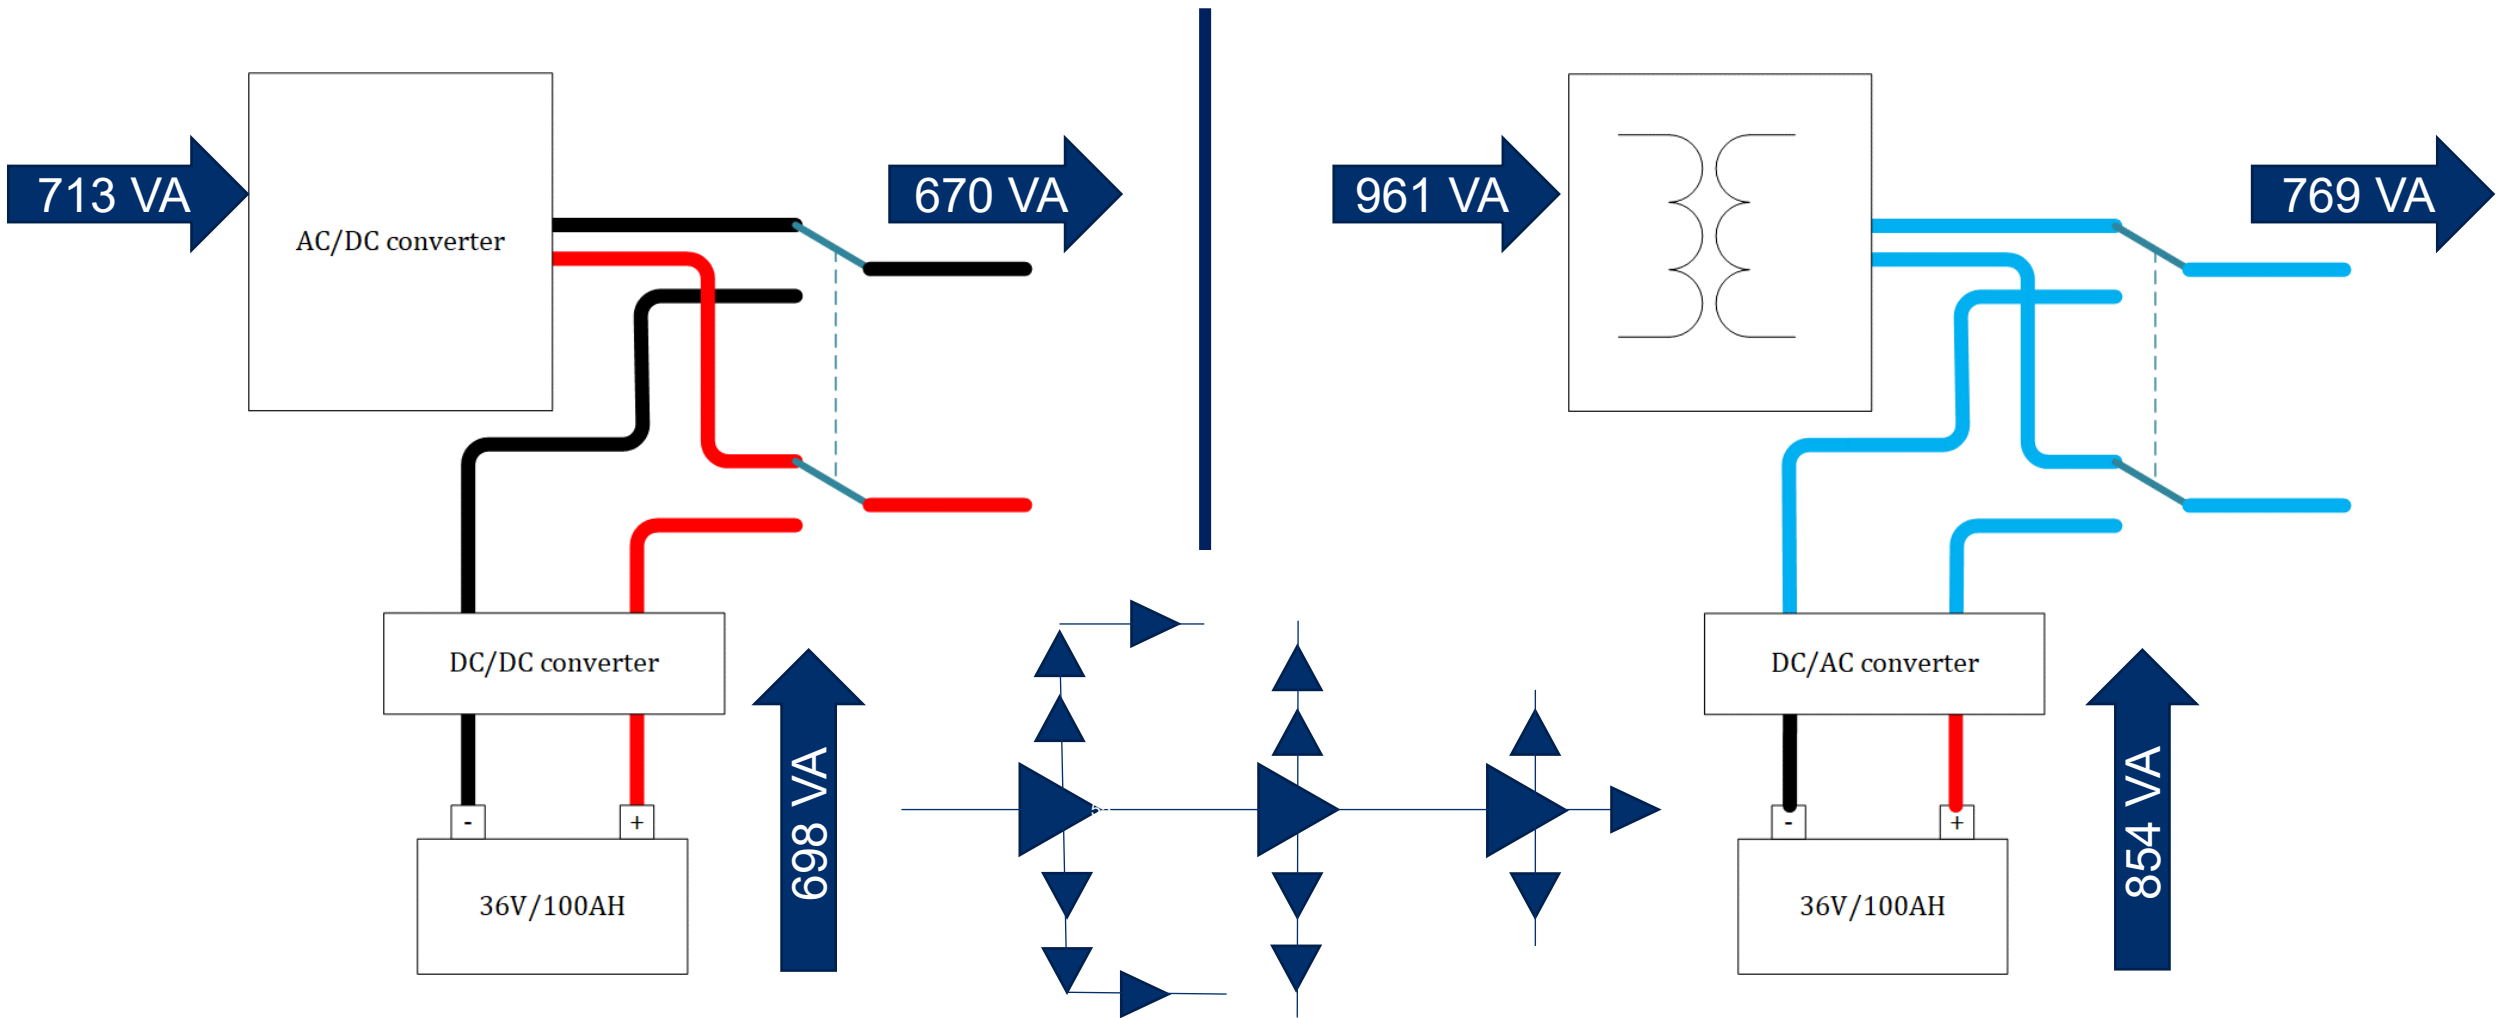 713 VA
AC/DC converter
670 VA
DC/DC converter
698 VA
-
+
36V/100AH
961 VA
769 VA
DC/AC converter
854 VA
-
+
36V/100AH